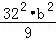 32² • b²
9